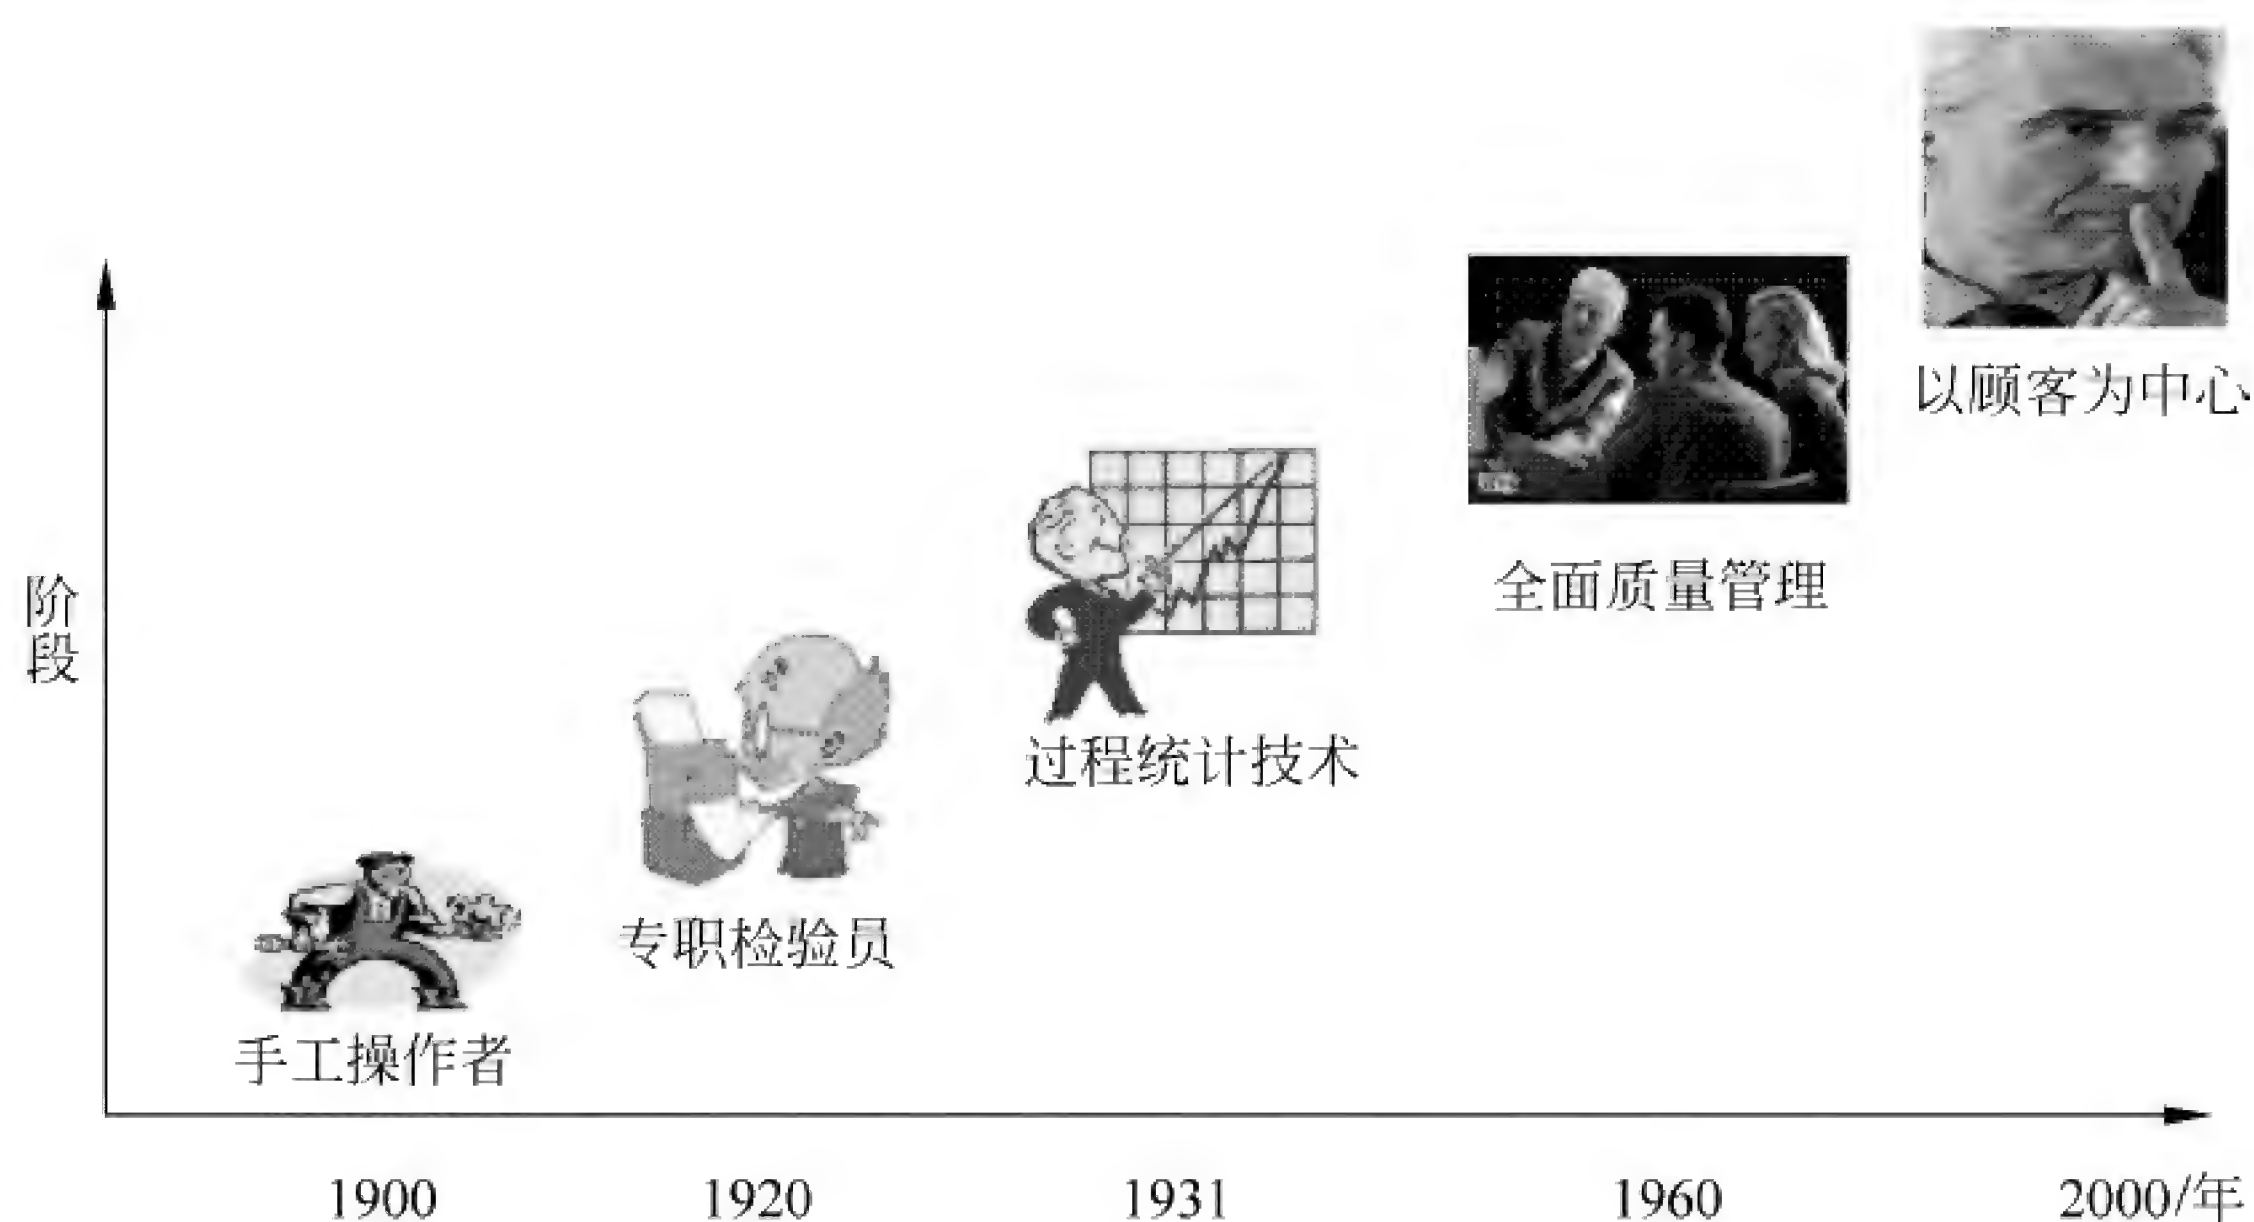 以顾客为中心
全面质量管理
阶段
过程统计技术
专职检验员
手工操作者
1900 1920 1931 1960 2000/年